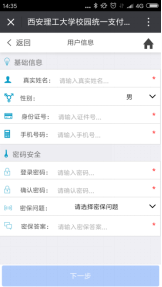 14:35
4G
西安理工大学校园统一支付...
返回
用户信息
基础信息
真实姓名: 请输入真实姓名... *
性别: 男
身份证号: 请输入证件号... *
手机号码: 请输入手机号... *
密码安全
登录密码: 请输入密码... *
确认密码: 请输入密码... *
密保问题: 请选择密保问题
密保答案: 请输入密保答案... *
下一步